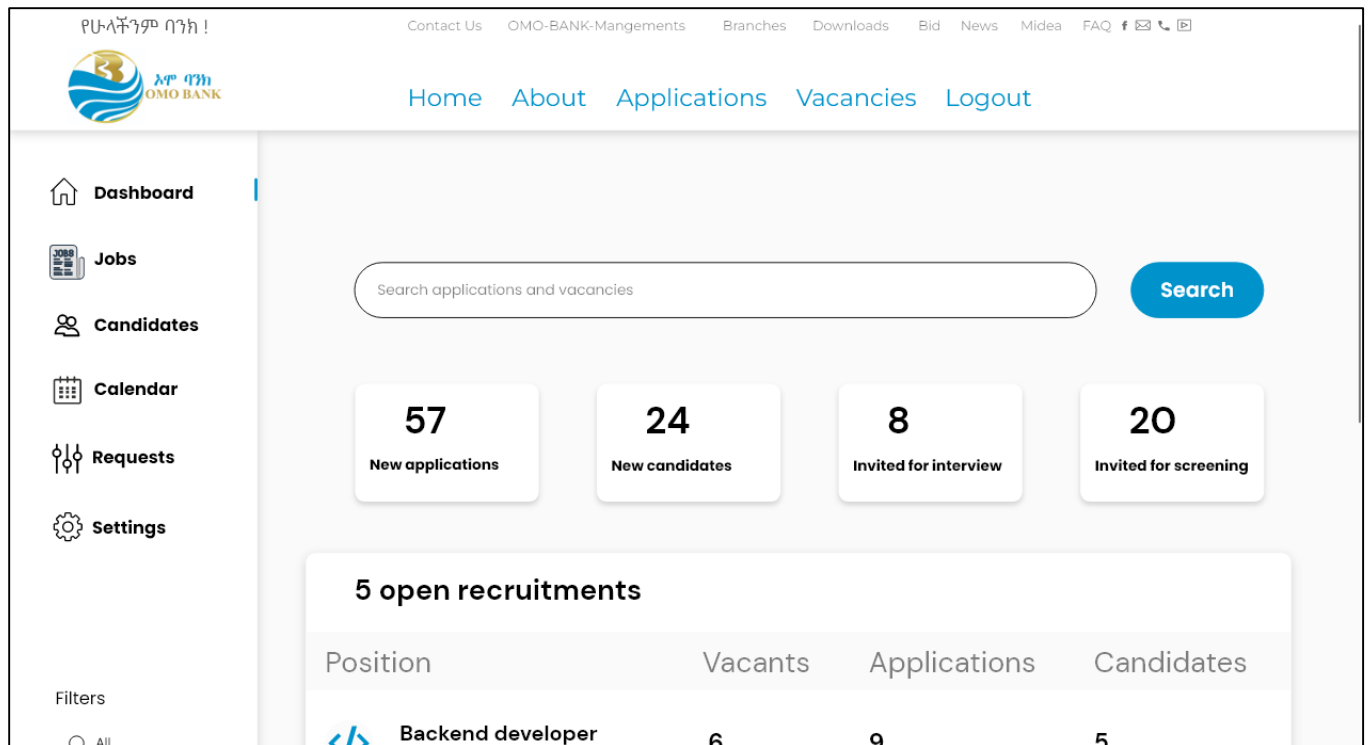 የሁላችንም ባንክ !
Contact Us OMO-BANK-Mangements Branches Downloads Bid News Midea FAQ
ኦሞ ባንክ
OMO BANK
Home About Applications Vacancies Logout
Dashboard
JOBS
Jobs
Candidates
Calendar
Requests
Settings
Filters
All
Search applications and vacancies
Search
57
New applications
24
New candidates
8
Invited for interview
20
Invited for screening
5 open recruitments
Position Vacants Applications Candidates
Backend developer 6 9 5